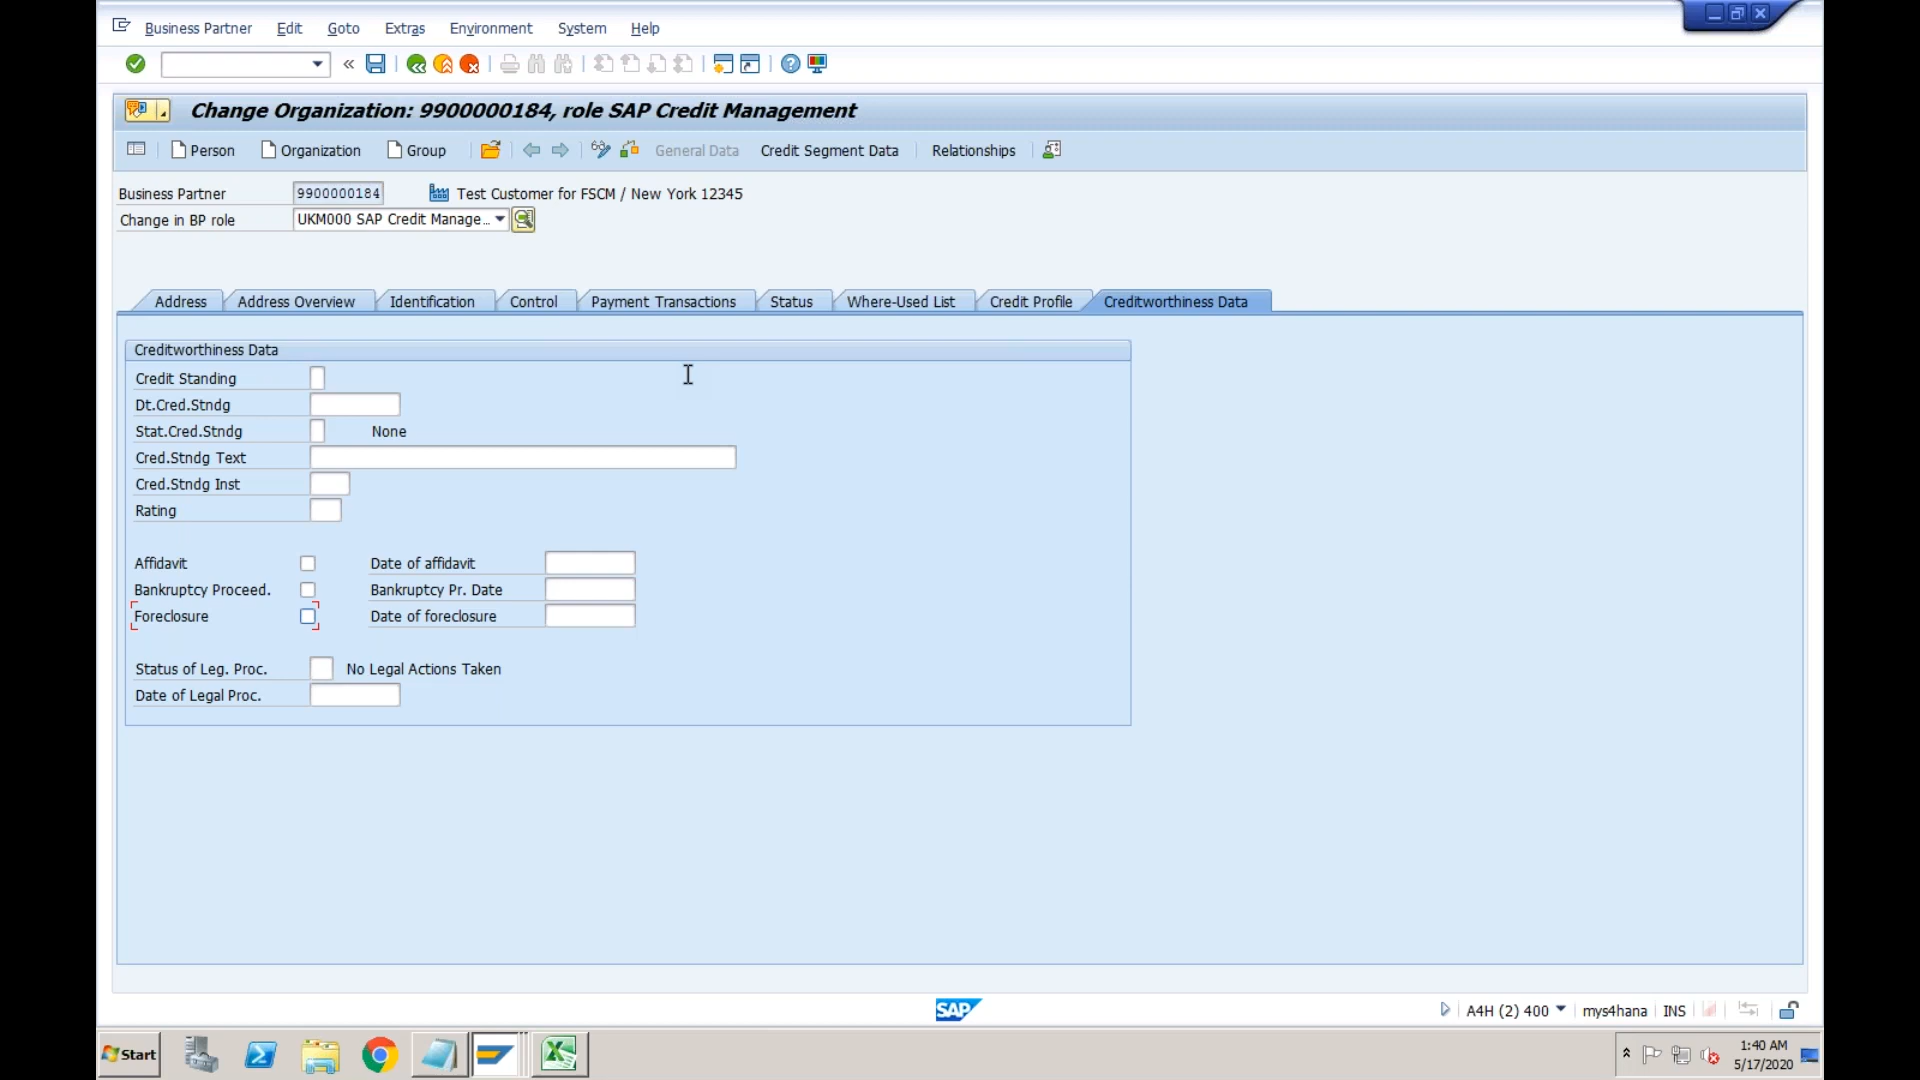 Business Partner Edit Goto Extras Environment System Help
Change Organization: 9900000184, role SAP Credit Management
Person Organization Group General Data Credit Segment Data Relationships
Business Partner 9900000184 Test Customer for FSCM / New York 12345
Change in BP role UKM000 SAP Credit Manage...
Address Address Overview Identification Control Payment Transactions Status Where-Used List Credit Profile Creditworthiness Data
Creditworthiness Data
Credit Standing
Dt.Cred.Stndg
Stat.Cred.Stndg None
Cred.Stndg Text
Cred.Stndg Inst
Rating
Affidavit Date of affidavit
Bankruptcy Proceed. Bankruptcy Pr. Date
Foreclosure Date of foreclosure
Status of Leg. Proc. No Legal Actions Taken
Date of Legal Proc.
SAP A4H (2) 400 mys4hana INS
Start
1:40 AM
5/17/2020